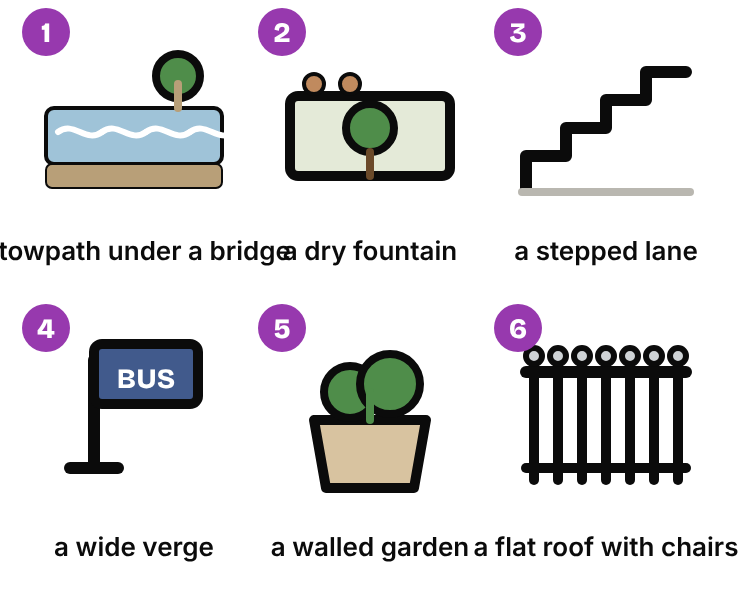 1
2
3
towpath under a bridge
a dry fountain
a stepped lane
4
5
6
BUS
a wide verge
a walled garden
a flat roof with chairs